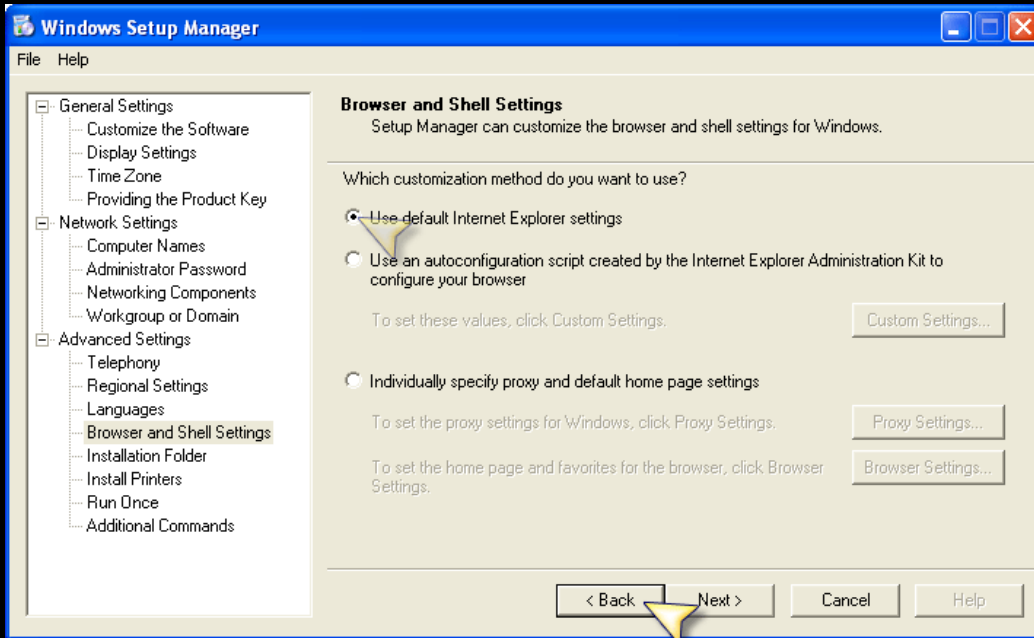 Windows Setup Manager
File Help
General Settings
Customize the Software
Display Settings
Time Zone
Providing the Product Key
Network Settings
Computer Names
Administrator Password
Networking Components
Workgroup or Domain
Advanced Settings
Telephony
Regional Settings
Languages
Browser and Shell Settings
Installation Folder
Install Printers
Run Once
Additional Commands
Browser and Shell Settings
Setup Manager can customize the browser and shell settings for Windows.
Which customization method do you want to use?
Use default Internet Explorer settings
Use an autoconfiguration script created by the Internet Explorer Administration Kit to
configure your browser
To set these values, click Custom Settings.
Custom Settings...
Individually specify proxy and default home page settings
To set the proxy settings for Windows, click Proxy Settings.
Proxy Settings...
To set the home page and favorites for the browser, click Browser
Settings.
Browser Settings...
< Back Next > Cancel Help